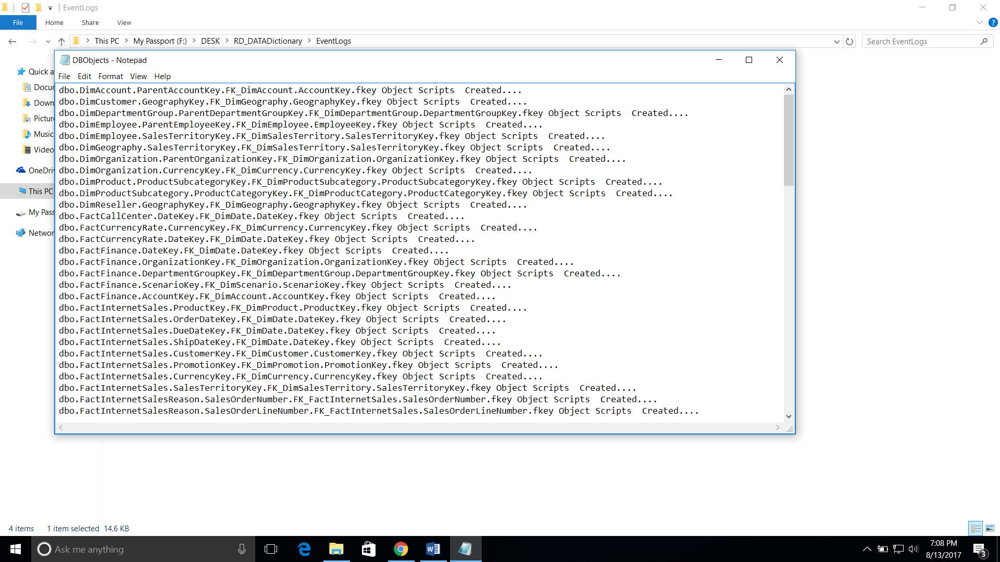 EventLogs
File Home Share View
This PC My Passport (F:) DESK RD_DATADictionary EventLogs
Search EventLogs
DBObjects - Notepad
File Edit Format View Help
Quick a
Docum
Down
Pictur
Music
Video
OneDri
This PC
My Pass
Networ
dbo.DimAccount.ParentAccountKey.FK_DimAccount.AccountKey.fkey Object Scripts  Created....
dbo.DimCustomer.GeographyKey.FK_DimGeography.GeographyKey.fkey Object Scripts  Created....
dbo.DimDepartmentGroup.ParentDepartmentGroupKey.FK_DimDepartmentGroup.DepartmentGroupKey.fkey Object Scripts  Created....
dbo.DimEmployee.ParentEmployeeKey.FK_DimEmployee.EmployeeKey.fkey Object Scripts  Created....
dbo.DimEmployee.SalesTerritoryKey.FK_DimSalesTerritory.SalesTerritoryKey.fkey Object Scripts  Created....
dbo.DimGeography.SalesTerritoryKey.FK_DimSalesTerritory.SalesTerritoryKey.fkey Object Scripts  Created....
dbo.DimOrganization.ParentOrganizationKey.FK_DimOrganization.OrganizationKey.fkey Object Scripts  Created....
dbo.DimOrganization.CurrencyKey.FK_DimCurrency.CurrencyKey.fkey Object Scripts  Created....
dbo.DimProduct.ProductSubcategoryKey.FK_DimProductSubcategory.ProductSubcategoryKey.fkey Object Scripts  Created....
dbo.DimProductSubcategory.ProductCategoryKey.FK_DimProductCategory.ProductCategoryKey.fkey Object Scripts  Created....
dbo.DimReseller.GeographyKey.FK_DimGeography.GeographyKey.fkey Object Scripts  Created....
dbo.FactCallCenter.DateKey.FK_DimDate.DateKey.fkey Object Scripts  Created....
dbo.FactCurrencyRate.CurrencyKey.FK_DimCurrency.CurrencyKey.fkey Object Scripts  Created....
dbo.FactCurrencyRate.DateKey.FK_DimDate.DateKey.fkey Object Scripts  Created....
dbo.FactFinance.DateKey.FK_DimDate.DateKey.fkey Object Scripts  Created....
dbo.FactFinance.OrganizationKey.FK_DimOrganization.OrganizationKey.fkey Object Scripts  Created....
dbo.FactFinance.DepartmentGroupKey.FK_DimDepartmentGroup.DepartmentGroupKey.fkey Object Scripts  Created....
dbo.FactFinance.ScenarioKey.FK_DimScenario.ScenarioKey.fkey Object Scripts  Created....
dbo.FactFinance.AccountKey.FK_DimAccount.AccountKey.fkey Object Scripts  Created....
dbo.FactInternetSales.ProductKey.FK_DimProduct.ProductKey.fkey Object Scripts  Created....
dbo.FactInternetSales.OrderDateKey.FK_DimDate.DateKey.fkey Object Scripts  Created....
dbo.FactInternetSales.DueDateKey.FK_DimDate.DateKey.fkey Object Scripts  Created....
dbo.FactInternetSales.ShipDateKey.FK_DimDate.DateKey.fkey Object Scripts  Created....
dbo.FactInternetSales.CustomerKey.FK_DimCustomer.CustomerKey.fkey Object Scripts  Created....
dbo.FactInternetSales.PromotionKey.FK_DimPromotion.PromotionKey.fkey Object Scripts  Created....
dbo.FactInternetSales.CurrencyKey.FK_DimCurrency.CurrencyKey.fkey Object Scripts  Created....
dbo.FactInternetSales.SalesTerritoryKey.FK_DimSalesTerritory.SalesTerritoryKey.fkey Object Scripts  Created....
dbo.FactInternetSalesReason.SalesOrderNumber.FK_FactInternetSales.SalesOrderNumber.fkey Object Scripts  Created....
dbo.FactInternetSalesReason.SalesOrderLineNumber.FK_FactInternetSales.SalesOrderLineNumber.fkey Object Scripts  Created....
4 items 1 item selected 14.6 KB
Ask me anything
7:08 PM
8/13/2017
3